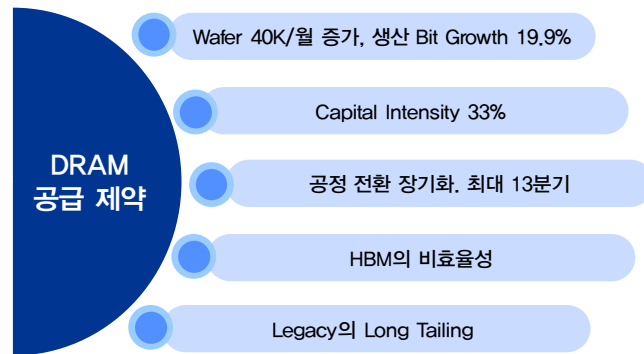 DRAM
공급 제약
Wafer 40K/월 증가, 생산 Bit Growth 19.9%
Capital Intensity 33%
공정 전환 장기화. 최대 13분기
HBM의 비효율성
Legacy의 Long Tailing